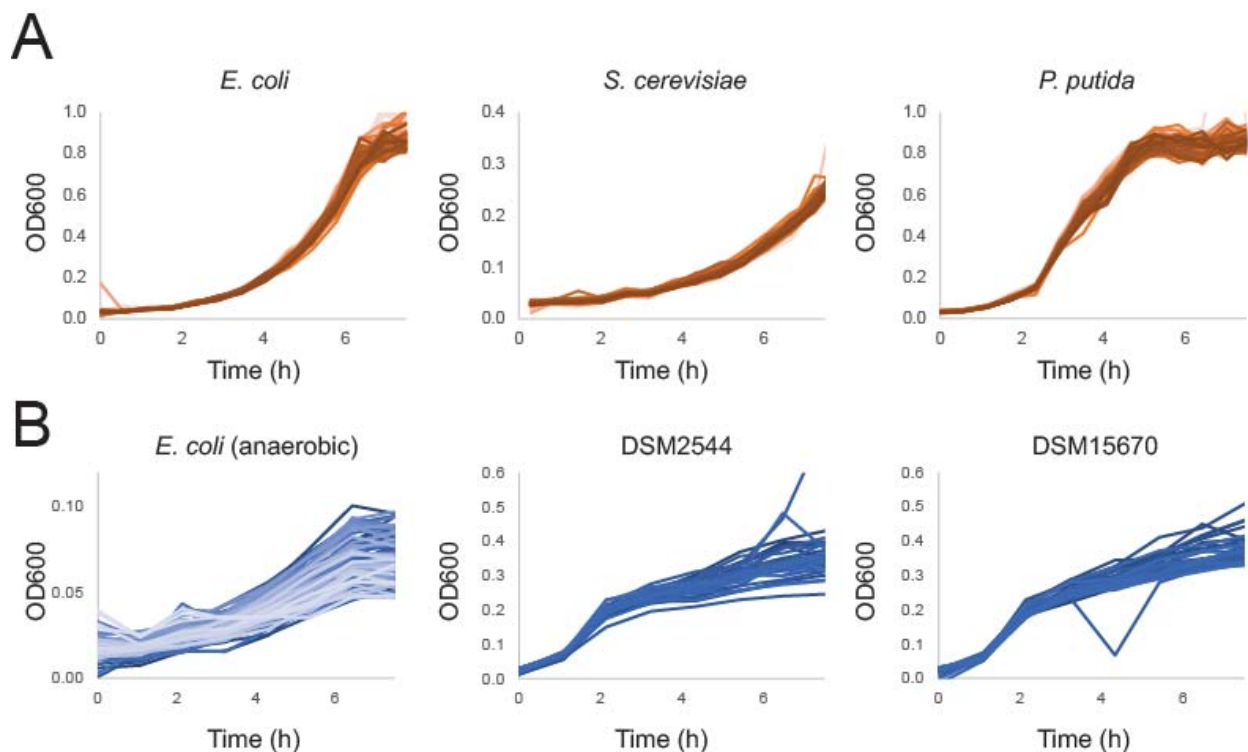 A
E. coli
S. cerevisiae
P. putida
OD600
1.0
0.8
0.6
0.4
0.2
0.0
0
2
4
6
Time (h)
OD600
0.4
0.3
0.2
0.1
0.0
0
2
4
6
Time (h)
OD600
1.0
0.8
0.6
0.4
0.2
0.0
0
2
4
6
Time (h)
B
E. coli (anaerobic)
DSM2544
DSM15670
OD600
0.10
0.05
0.00
0
2
4
6
Time (h)
OD600
0.6
0.5
0.4
0.3
0.2
0.1
0.0
0
2
4
6
Time (h)
OD600
0.6
0.5
0.4
0.3
0.2
0.1
0.0
0
2
4
6
Time (h)